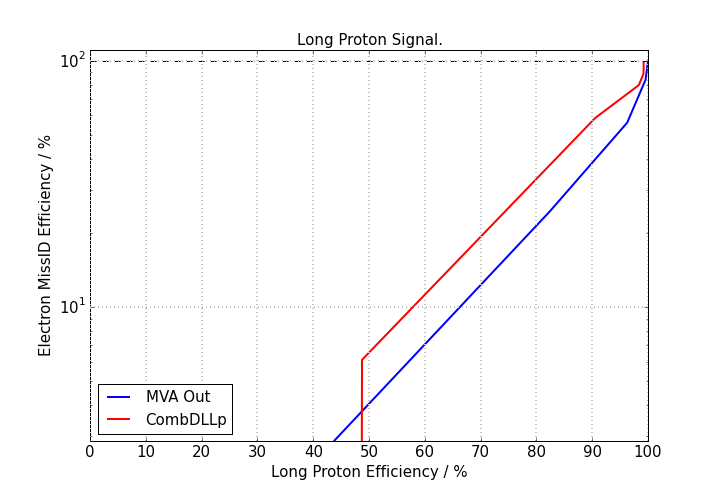 Long Proton Signal.
Electron MissID Efficiency / %
10²
10¹
MVA Out
CombDLLp
0 10 20 30 40 50 60 70 80 90 100
Long Proton Efficiency / %